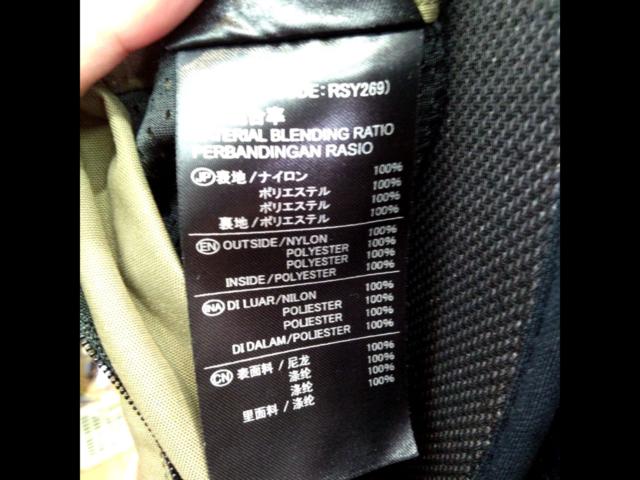 DE: RSY269)
合率
TERIAL BLENDING RATIO
PERBANDINGAN RASIO
JP 表地/ナイロン 100%
ポリエステル 100%
ポリエステル 100%
裏地/ポリエステル 100%
EN OUTSIDE/NYLON 100%
POLYESTER 100%
POLYESTER 100%
INSIDE/POLYESTER 100%
INA DI LUAR/NILON 100%
POLIESTER 100%
POLIESTER 100%
DI DALAM/POLIESTER 100%
CN 表面料/尼龙 100%
涤纶 100%
涤纶 100%
里面料/涤纶 100%